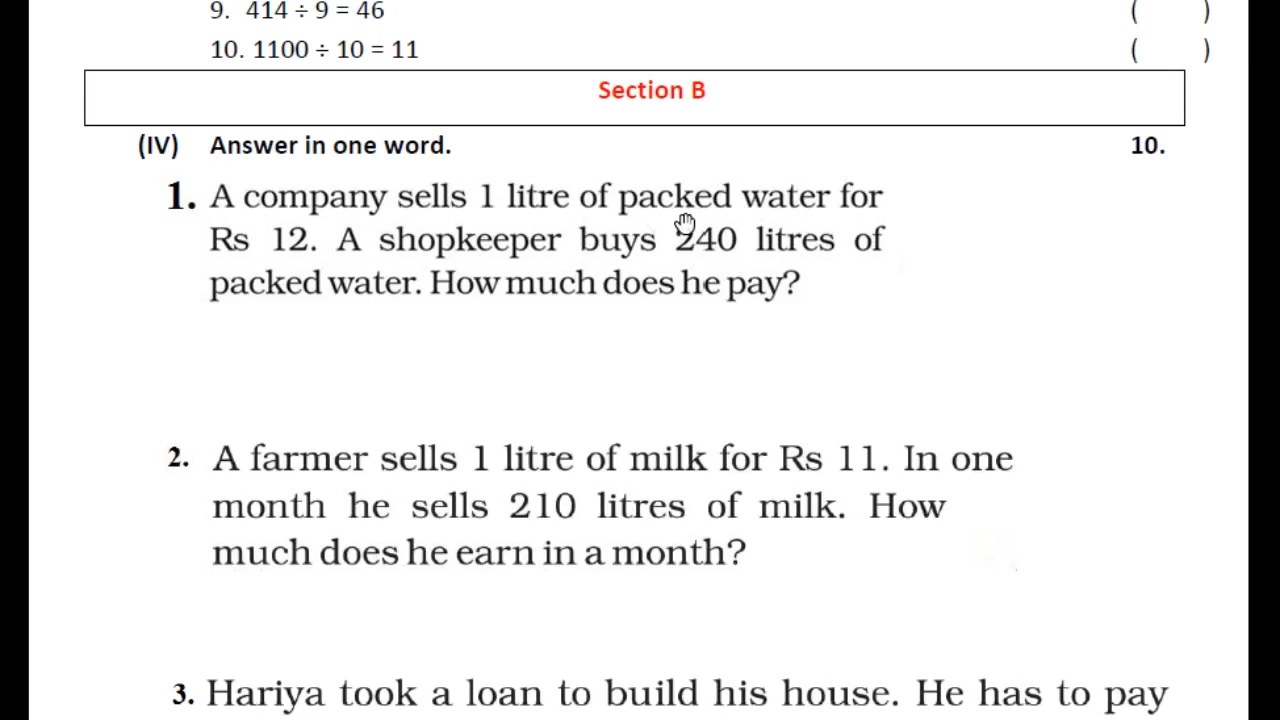 9. 414 ÷ 9 = 46 ( )
10. 1100 ÷ 10 = 11 ( )
Section B
(IV) Answer in one word. 10.
1. A company sells 1 litre of packed water for
Rs 12. A shopkeeper buys 240 litres of
packed water. How much does he pay?
2. A farmer sells 1 litre of milk for Rs 11. In one
month he sells 210 litres of milk. How
much does he earn in a month?
3. Hariya took a loan to build his house. He has to pay